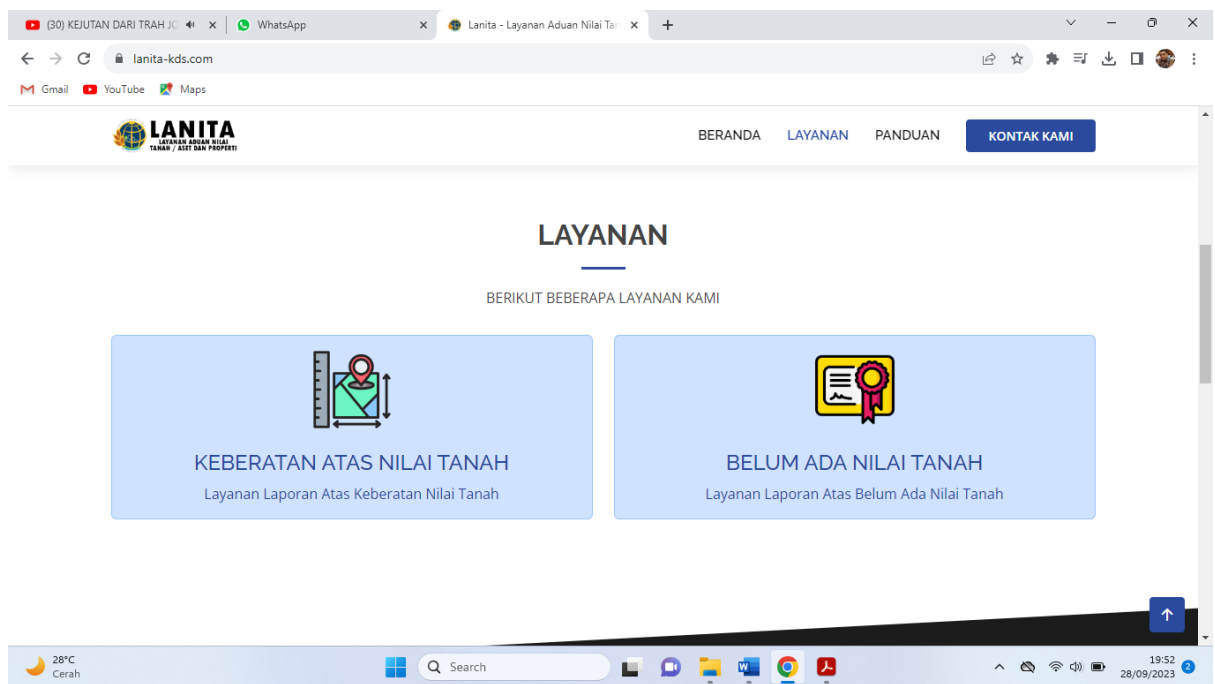 (30) KEJUTAN DARI TRAH JC
WhatsApp
Lanita - Layanan Aduan Nilai Tan
lanita-kds.com
Gmail
YouTube
Maps
LANITA
LAYANAN ADUAN NILAI
TANAH / ASET DAN PROPERTI
BERANDA
LAYANAN
PANDUAN
KONTAK KAMI
LAYANAN
BERIKUT BEBERAPA LAYANAN KAMI
KEBERATAN ATAS NILAI TANAH
Layanan Laporan Atas Keberatan Nilai Tanah
BELUM ADA NILAI TANAH
Layanan Laporan Atas Belum Ada Nilai Tanah
28°C
Cerah
Search
19:52
28/09/2023
2